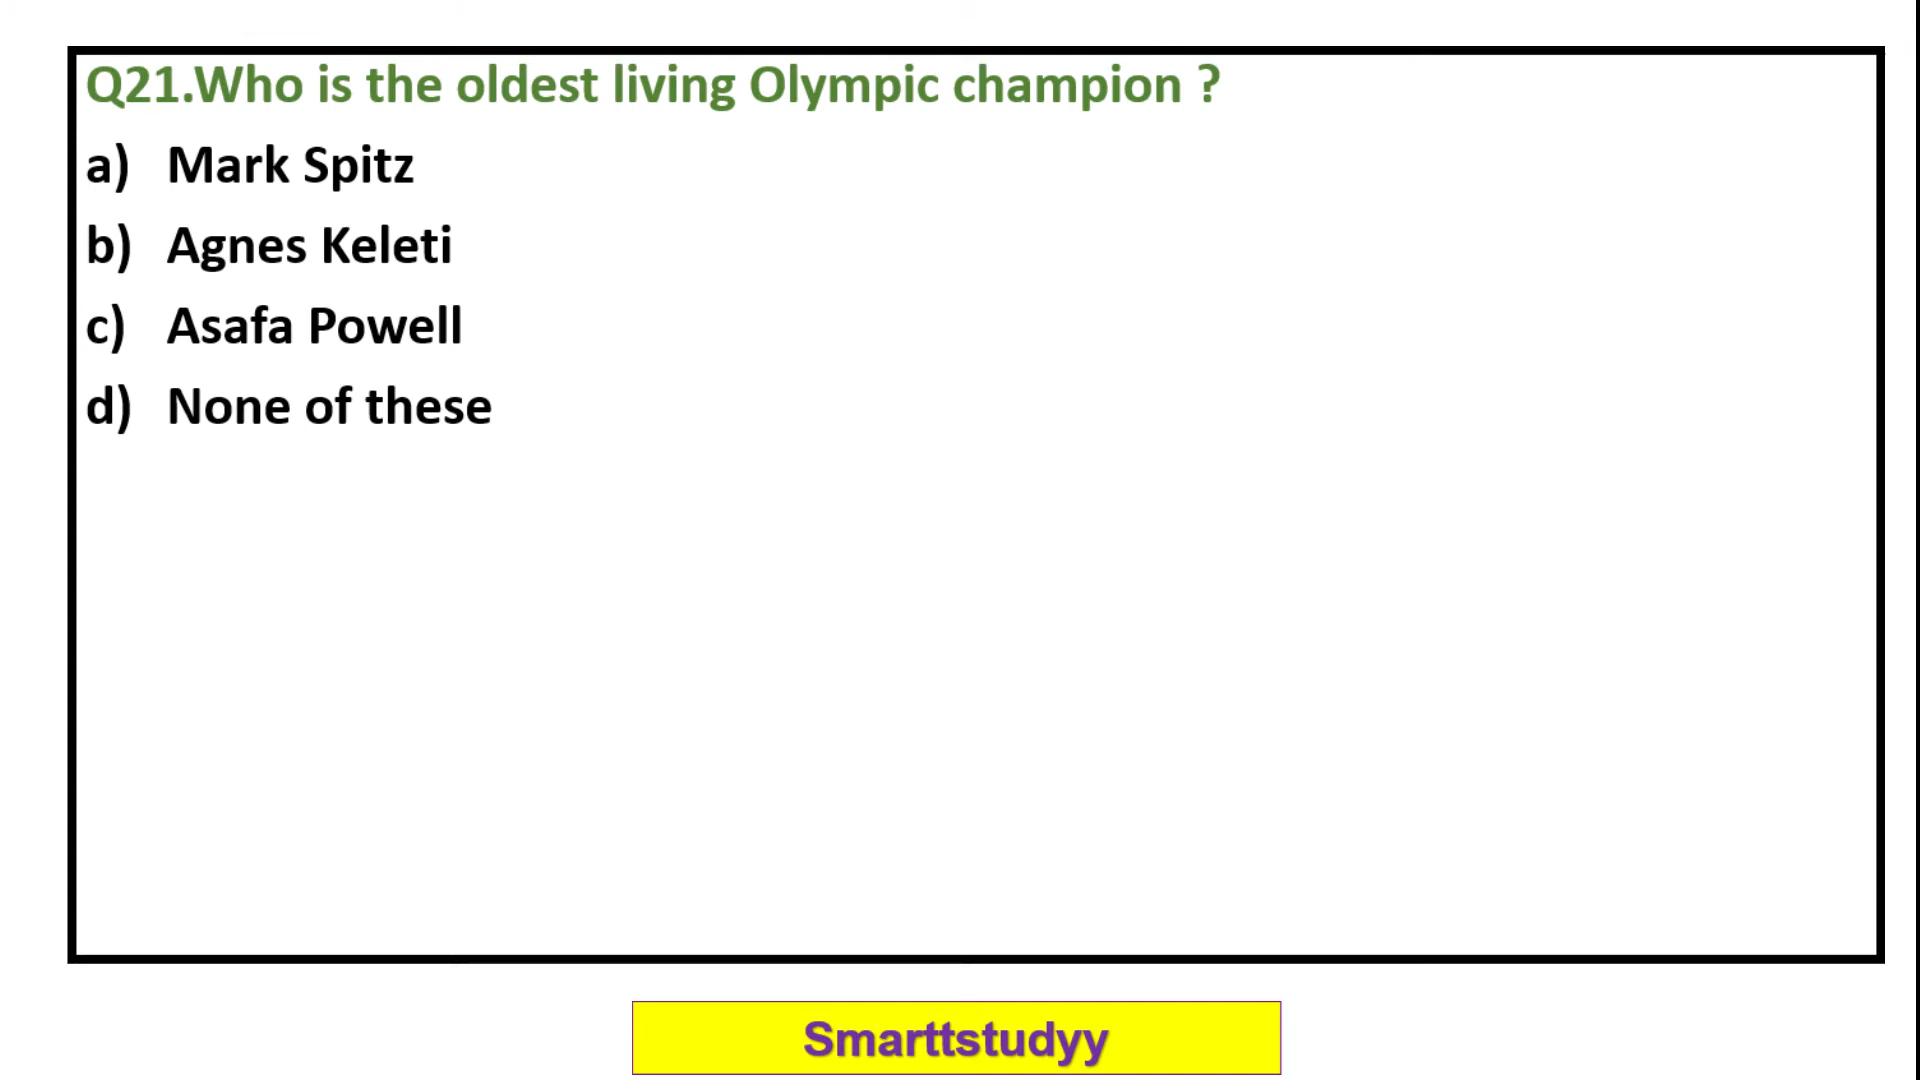 Q21.Who is the oldest living Olympic champion ?
a) Mark Spitz
b) Agnes Keleti
c) Asafa Powell
d) None of these
Smarttstudyy